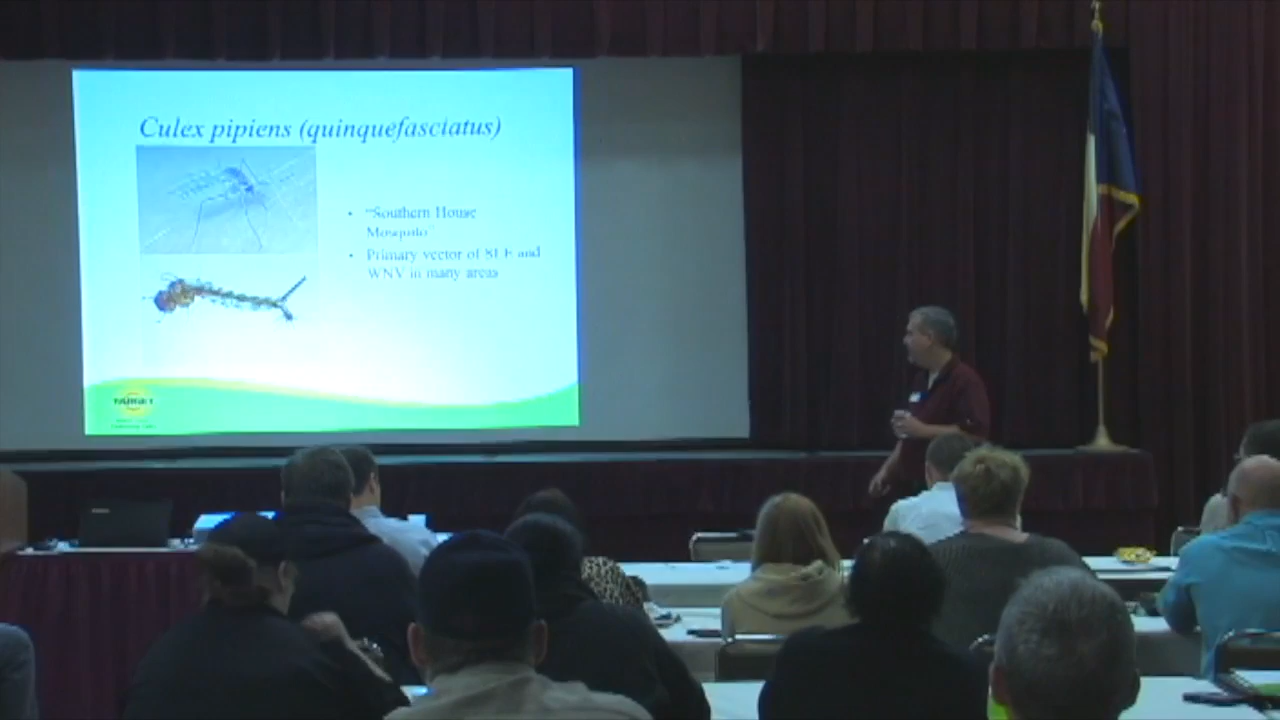 Culex pipiens (quinquefasciatus)
• "Southern House
Mosquito"
• Primary vector of SLE and
WNV in many areas